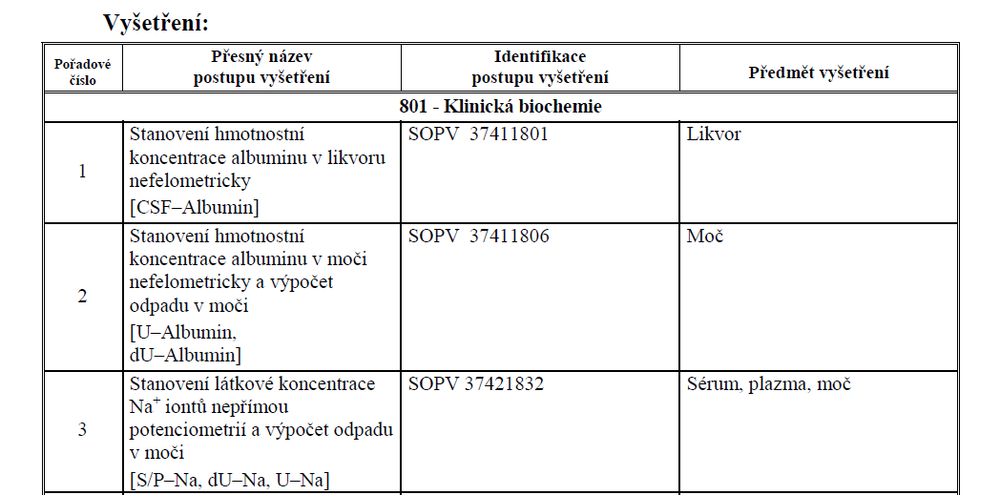 Vyšetření:
Pořadové
číslo
Přesný název
postupu vyšetření
Identifikace
postupu vyšetření
Předmět vyšetření
801 - Klinická biochemie
1
Stanovení hmotnostní
koncentrace albuminu v likvoru
nefelometricky
[CSF–Albumin]
SOPV  37411801
Likvor
2
Stanovení hmotnostní
koncentrace albuminu v moči
nefelometricky a výpočet
odpadu v moči
[U–Albumin,
dU–Albumin]
SOPV  37411806
Moč
3
Stanovení látkové koncentrace
Na⁺ iontů nepřímou
potenciometrií a výpočet odpadu
v moči
[S/P–Na, dU–Na, U–Na]
SOPV 37421832
Sérum, plazma, moč